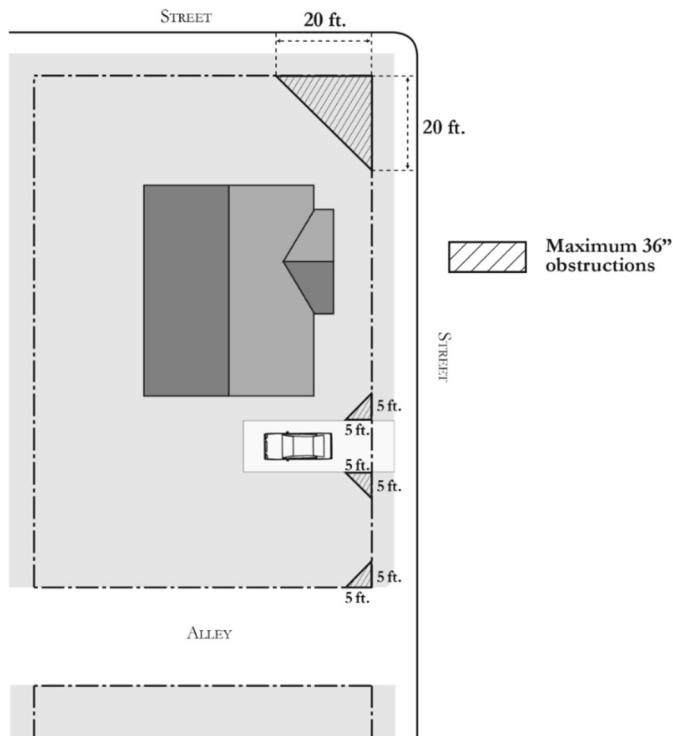 STREET
20 ft.
20 ft.
Maximum 36”
obstructions
STREET
5 ft.
5 ft.
5 ft.
5 ft.
5 ft.
5 ft.
ALLEY